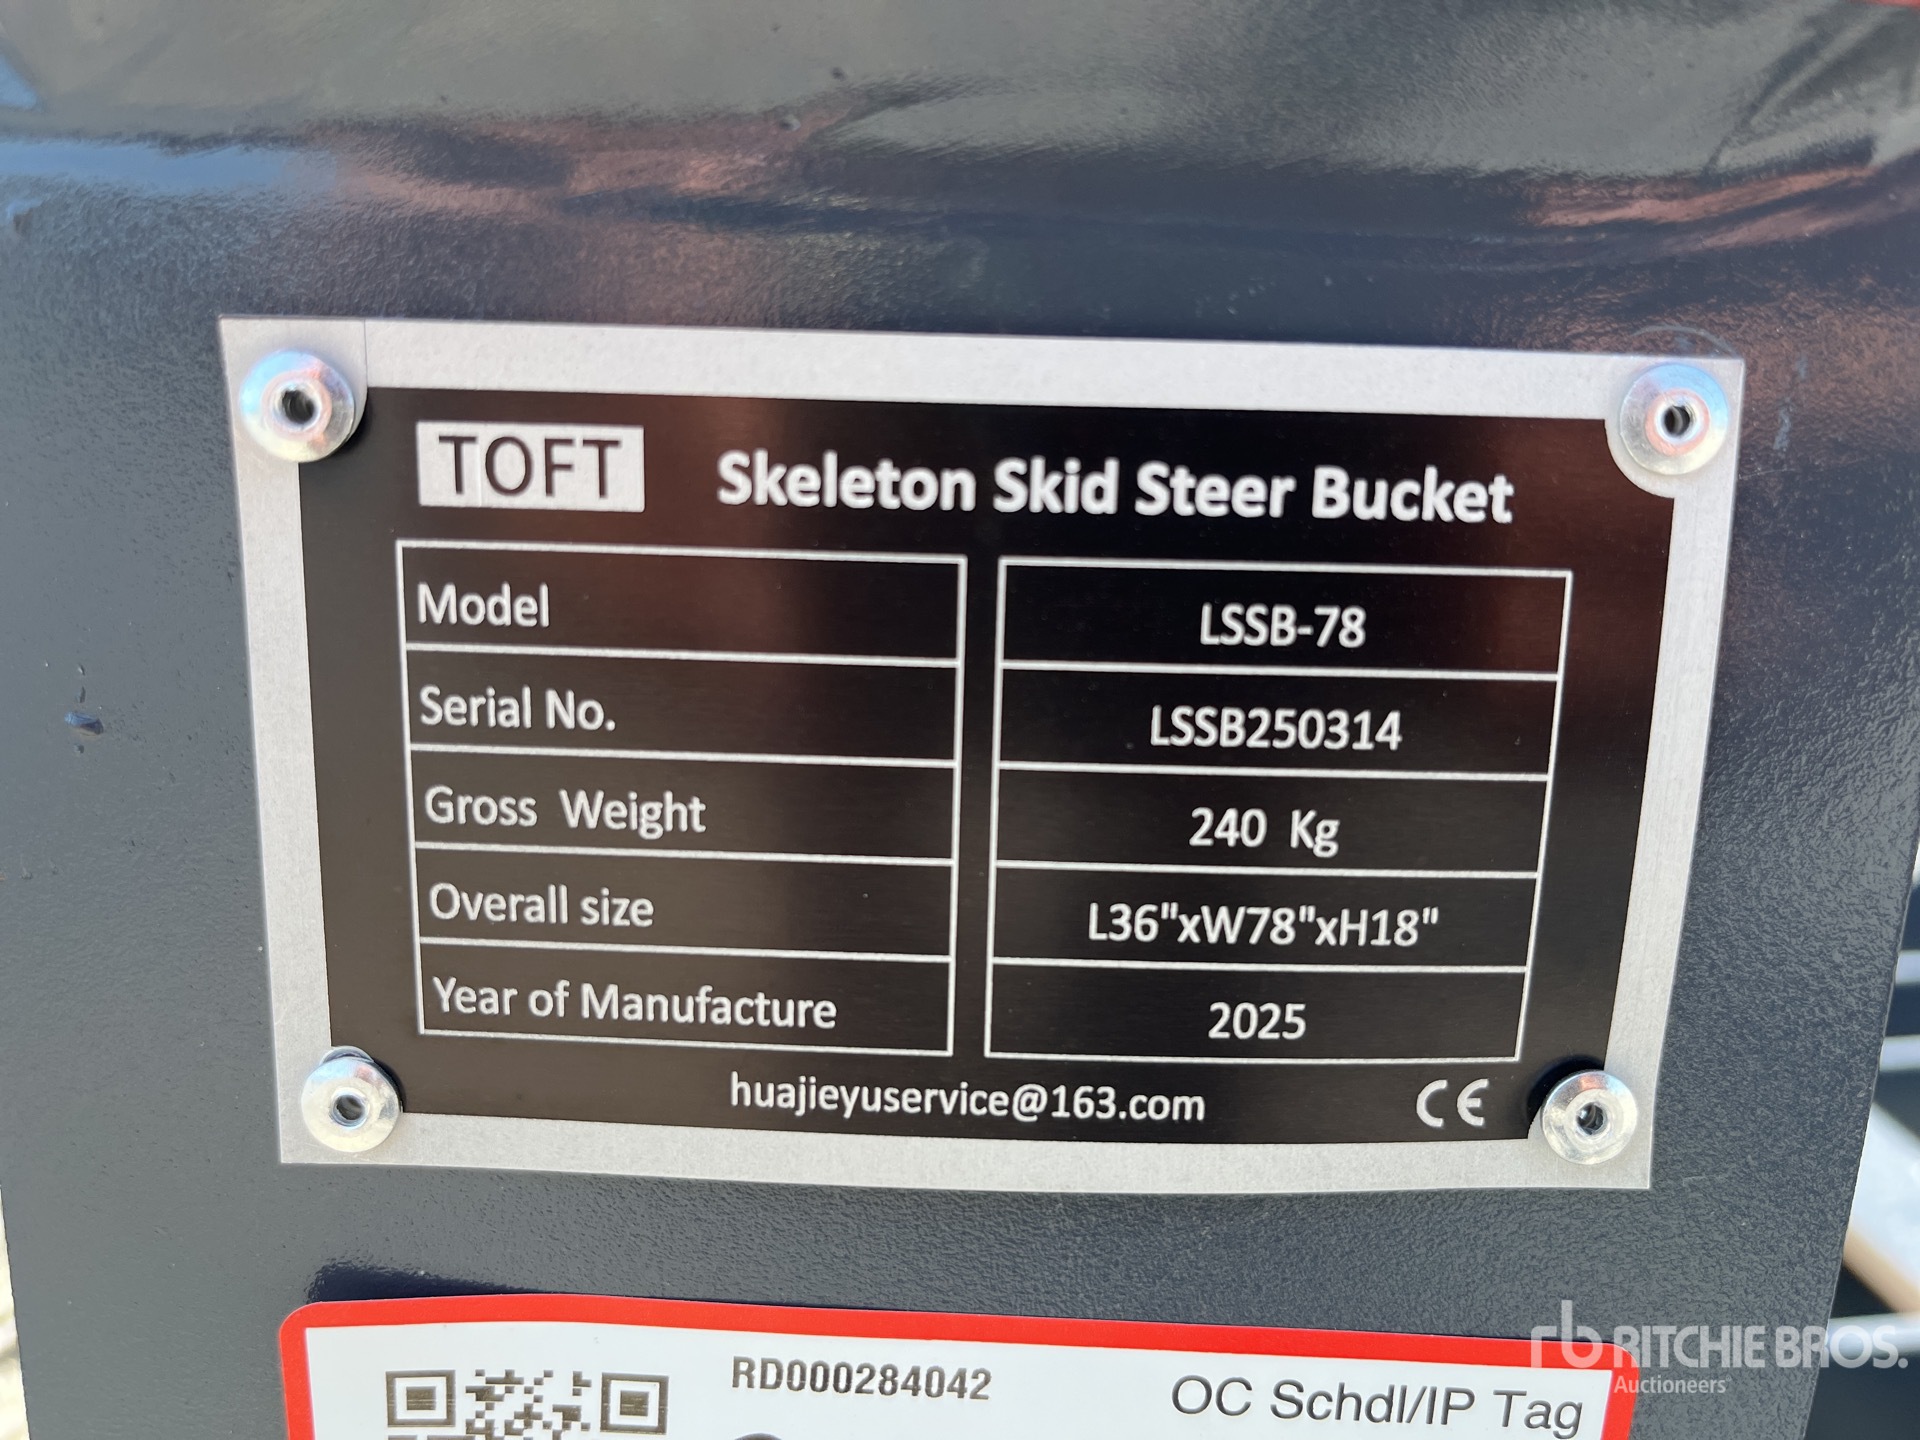 TOFT Skeleton Skid Steer Bucket
Model LSSB-78
Serial No. LSSB250314
Gross Weight 240 Kg
Overall size L36"xW78"xH18"
Year of Manufacture 2025
huajieyuservice@163.com CE
RD000284042 OC Schdl/IP Tag
rb RITCHIE BROS.
Auctioneers